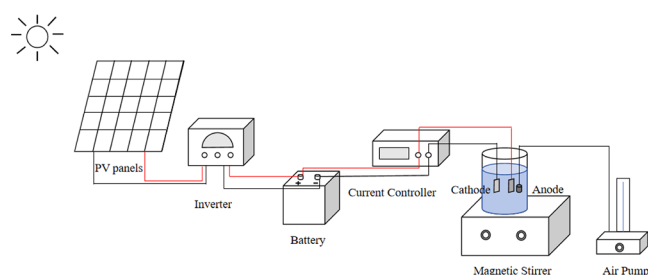 PV panels
Inverter
+ -
Battery
Current Controller
Cathode
Anode
Magnetic Stirrer
Air Pump